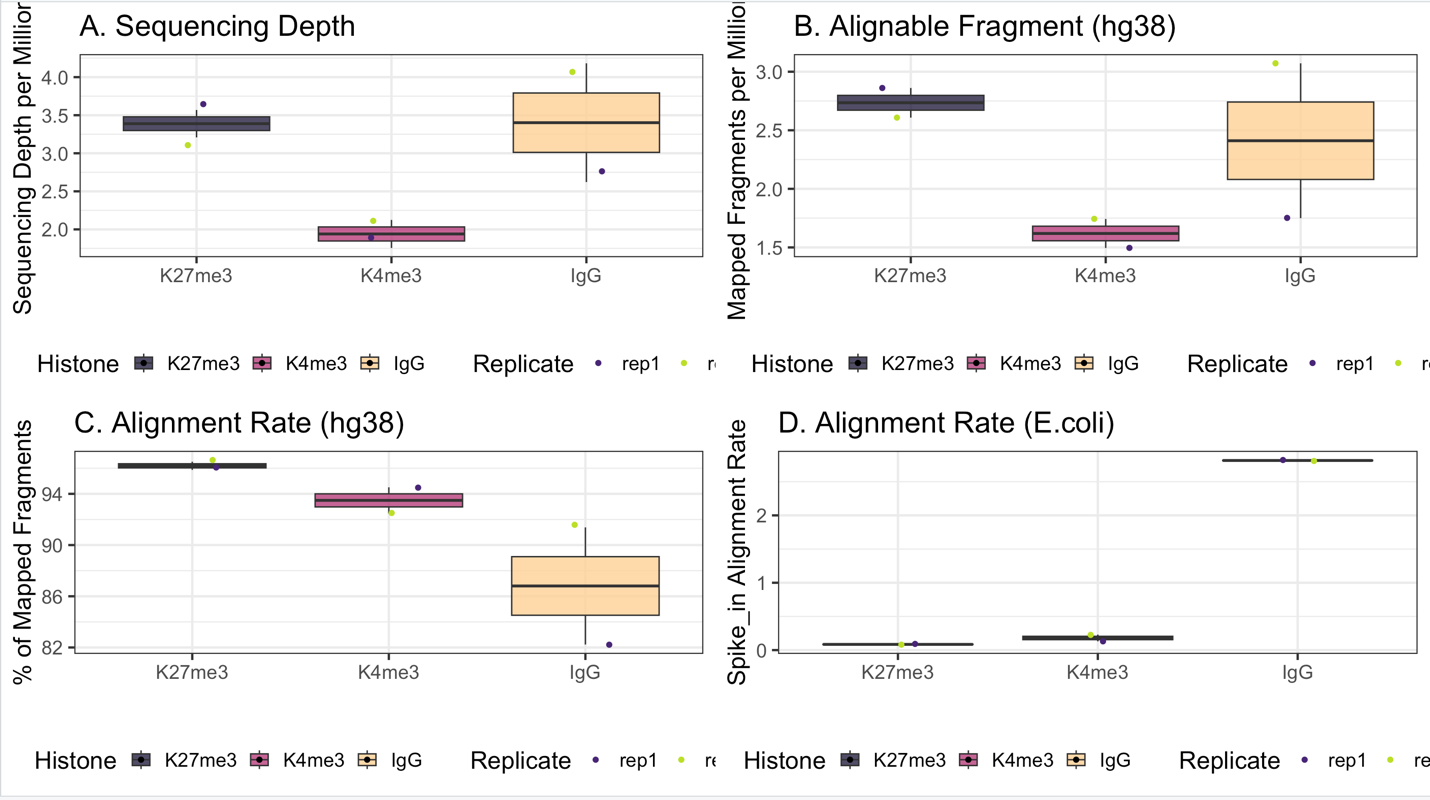 A. Sequencing Depth
Sequencing Depth per Million
4.0
3.5
3.0
2.5
2.0
K27me3 K4me3 IgG
Histone K27me3 K4me3 IgG Replicate rep1 re
B. Alignable Fragment (hg38)
Mapped Fragments per Million
3.0
2.5
2.0
1.5
K27me3 K4me3 IgG
Histone K27me3 K4me3 IgG Replicate rep1 re
C. Alignment Rate (hg38)
% of Mapped Fragments
94
90
86
82
K27me3 K4me3 IgG
Histone K27me3 K4me3 IgG Replicate rep1 re
D. Alignment Rate (E.coli)
Spike_in Alignment Rate
2
1
0
K27me3 K4me3 IgG
Histone K27me3 K4me3 IgG Replicate rep1 re